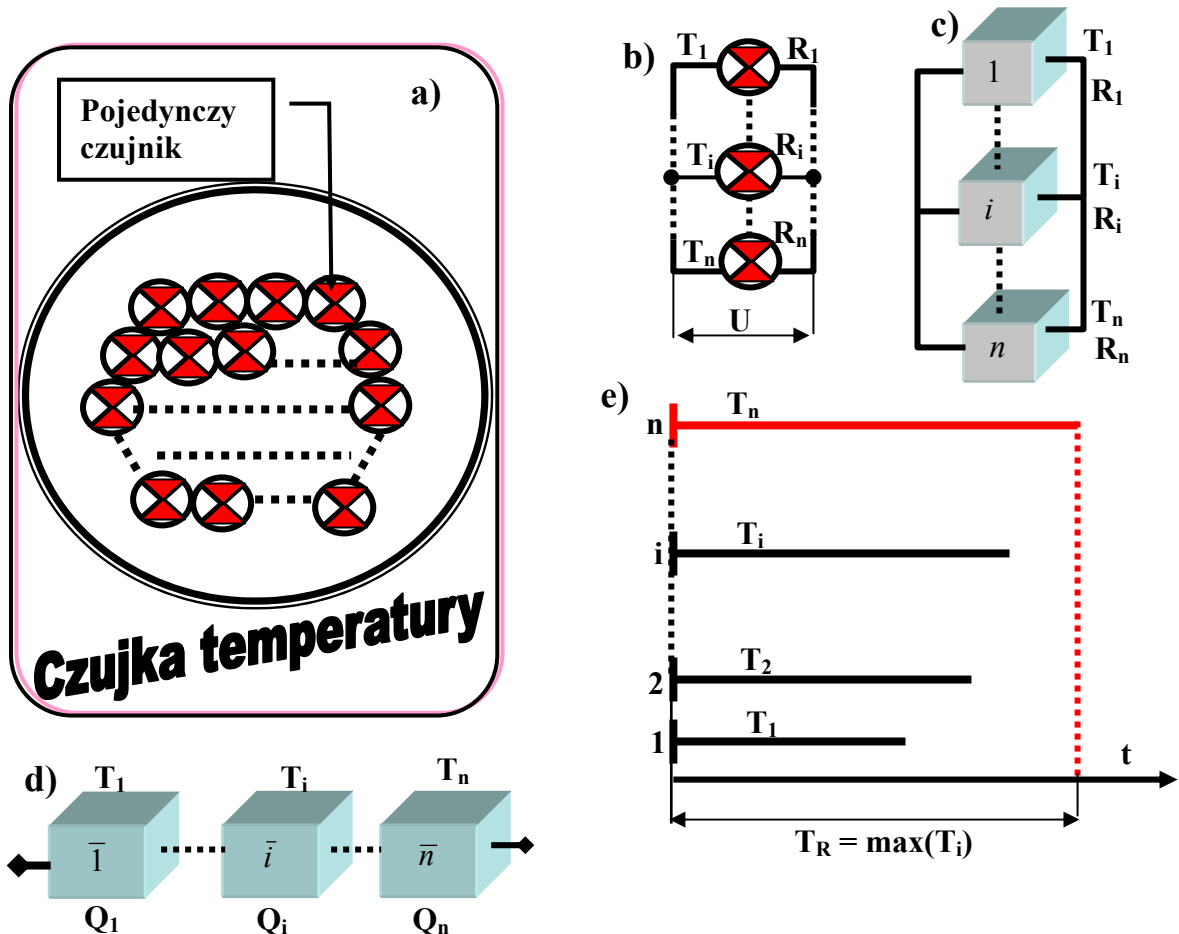 a)
Pojedynczy
czujnik
Czujka temperatury
b)
T1 R1
Ti Ri
Tn Rn
U
c)
1
T1
R1
i
Ti
Ri
n
Tn
Rn
d)
T1 Ti Tn
1̅ i̅ n̅
Q1 Qi Qn
e)
n Tn
i Ti
2 T2
1 T1
t
TR = max(Ti)